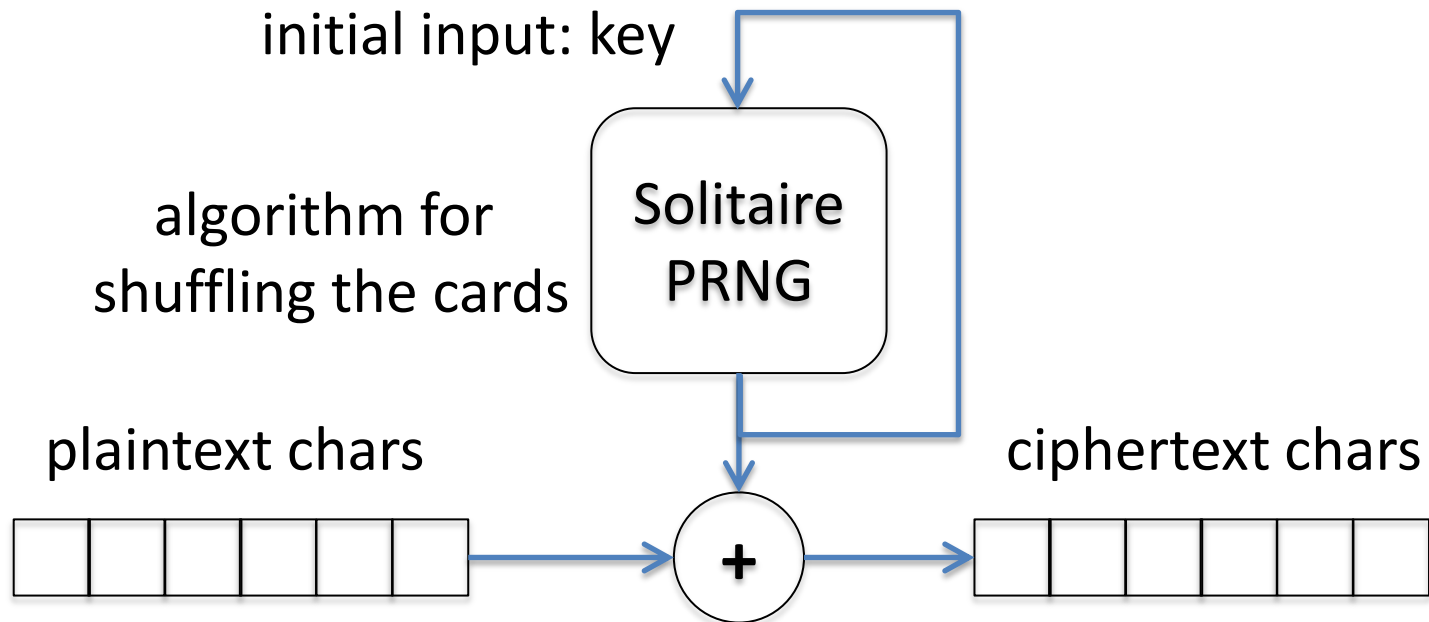 initial input: key
algorithm for
shuffling the cards
Solitaire
PRNG
plaintext chars
ciphertext chars
+